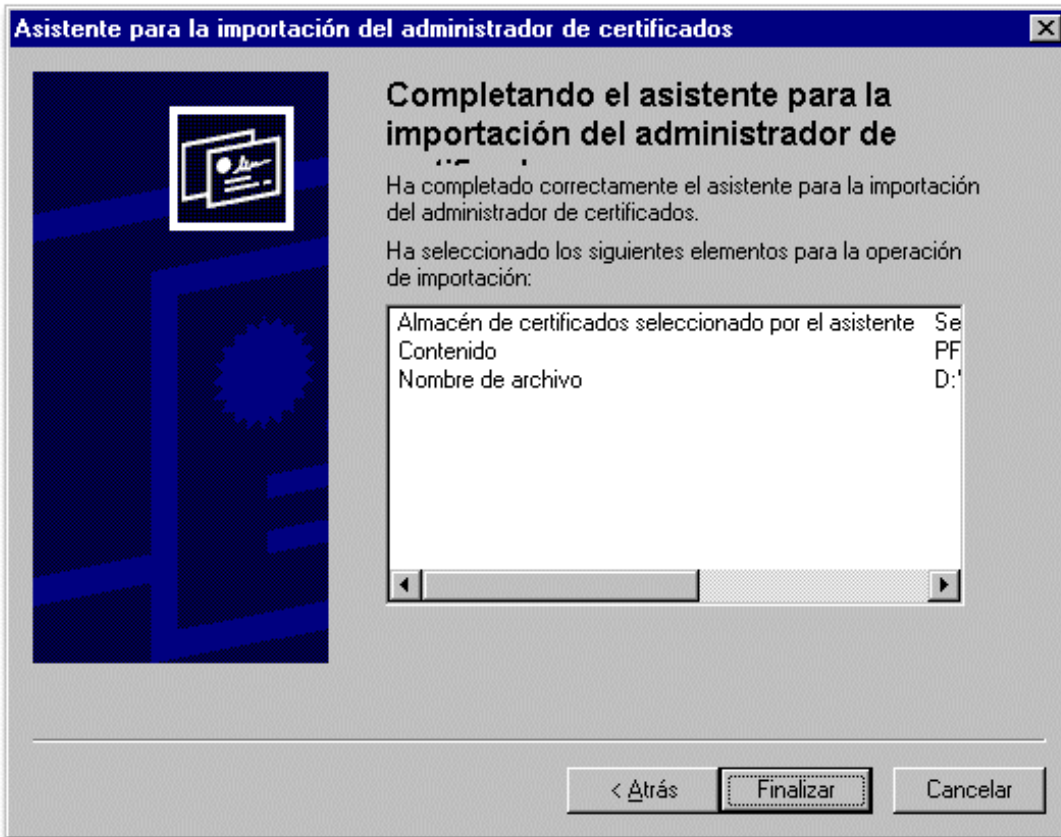 Asistente para la importación del administrador de certificados
Completando el asistente para la
importación del administrador de
Ha completado correctamente el asistente para la importación
del administrador de certificados.
Ha seleccionado los siguientes elementos para la operación
de importación:
Almacén de certificados seleccionado por el asistente Se
Contenido PF
Nombre de archivo D:
< Atrás Finalizar Cancelar